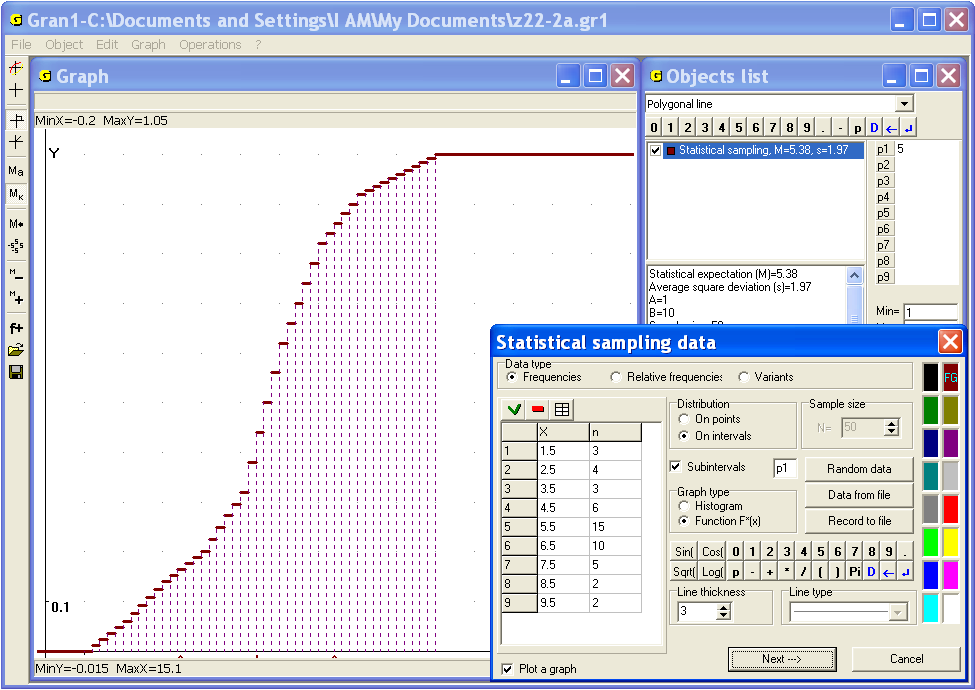 Gran1-C:\Documents and Settings\I AM\My Documents\z22-2a.gr1
File Object Edit Graph Operations ?
Graph
MinX=-0.2 MaxY=1.05
Y
0.1
MinY=-0.015 MaxX=15.1
Ma
Mк
f+
Objects list
Polygonal line
0 1 2 3 4 5 6 7 8 9 . - p D ← ↵
Statistical sampling, M=5.38, s=1.97
p1 5
p2
p3
p4
p5
p6
p7
p8
p9
Statistical expectation (M)=5.38
Average square deviation (s)=1.97
A=1
B=10
Min= 1
Statistical sampling data
Data type
Frequencies Relative frequencies Variants
X n
1 1.5 3
2 2.5 4
3 3.5 3
4 4.5 6
5 5.5 15
6 6.5 10
7 7.5 5
8 8.5 2
9 9.5 2
Plot a graph
Distribution
On points
On intervals
Sample size
N= 50
Subintervals p1
Random data
Data from file
Record to file
Graph type
Histogram
Function F*(x)
Sin( Cos( 0 1 2 3 4 5 6 7 8 9 .
Sqrt( Log( p - + * / ( ) Pi D ← ↵
Line thickness
3
Line type
Next --->
Cancel
FG